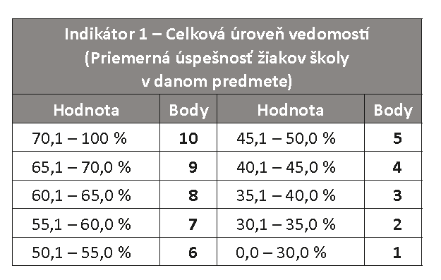 Indikátor 1 – Celková úroveň vedomostí
(Priemerná úspešnosť žiakov školy
v danom predmete)
Hodnota Body Hodnota Body
70,1 – 100 % 10 45,1 – 50,0 % 5
65,1 – 70,0 % 9 40,1 – 45,0 % 4
60,1 – 65,0 % 8 35,1 – 40,0 % 3
55,1 – 60,0 % 7 30,1 – 35,0 % 2
50,1 – 55,0 % 6 0,0 – 30,0 % 1